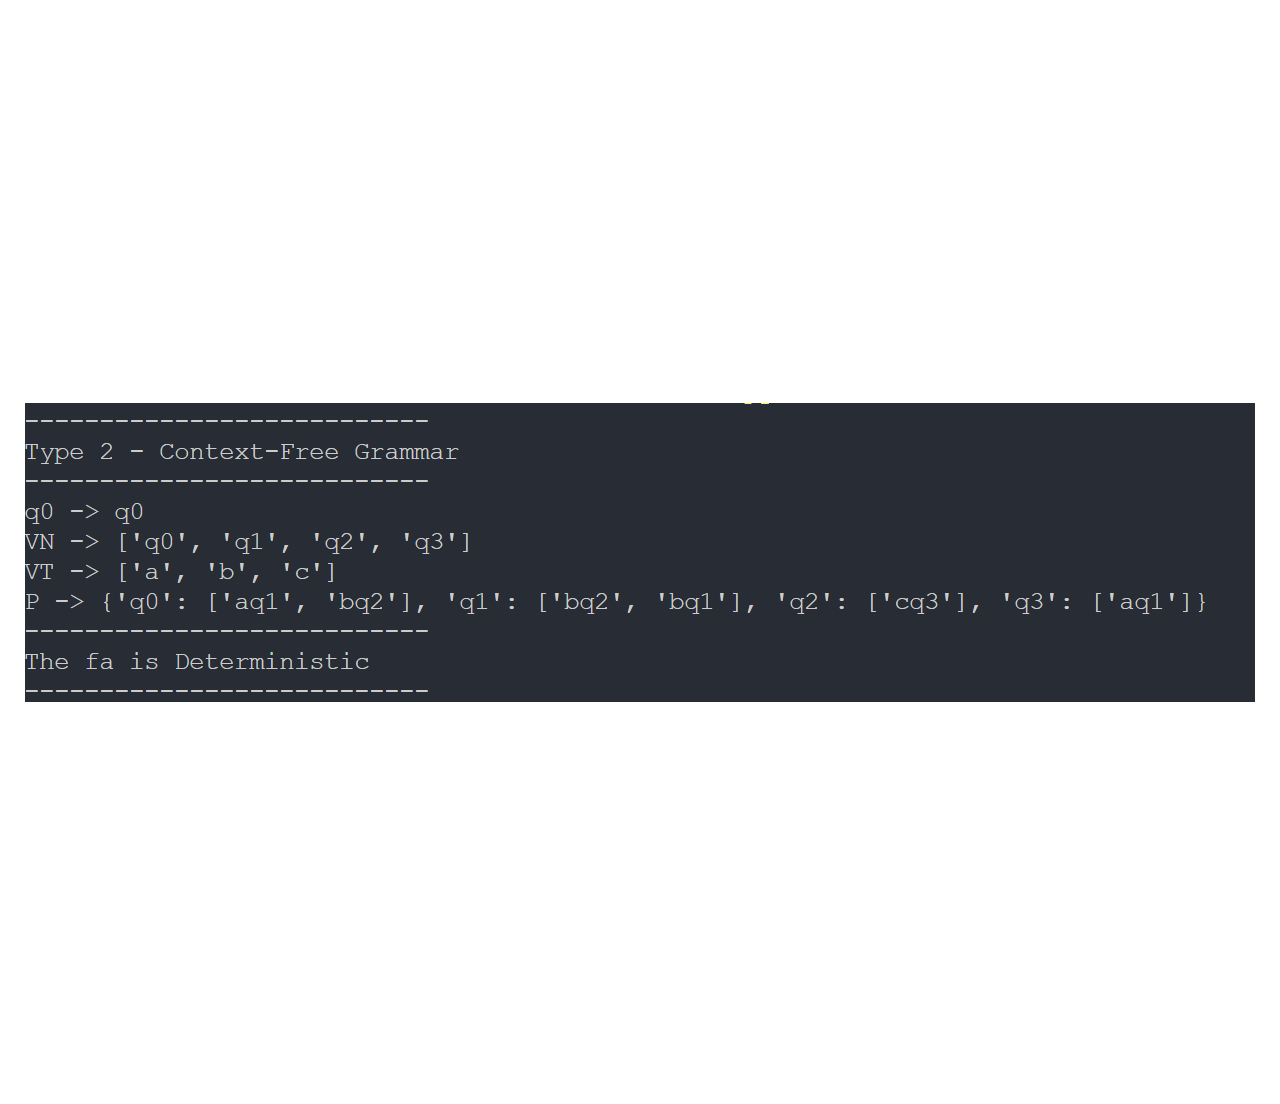 ---------------------------
Type 2 - Context-Free Grammar
---------------------------
q0 -> q0
VN -> ['q0', 'q1', 'q2', 'q3']
VT -> ['a', 'b', 'c']
P -> {'q0': ['aq1', 'bq2'], 'q1': ['bq2', 'bq1'], 'q2': ['cq3'], 'q3': ['aq1']}
---------------------------
The fa is Deterministic
---------------------------